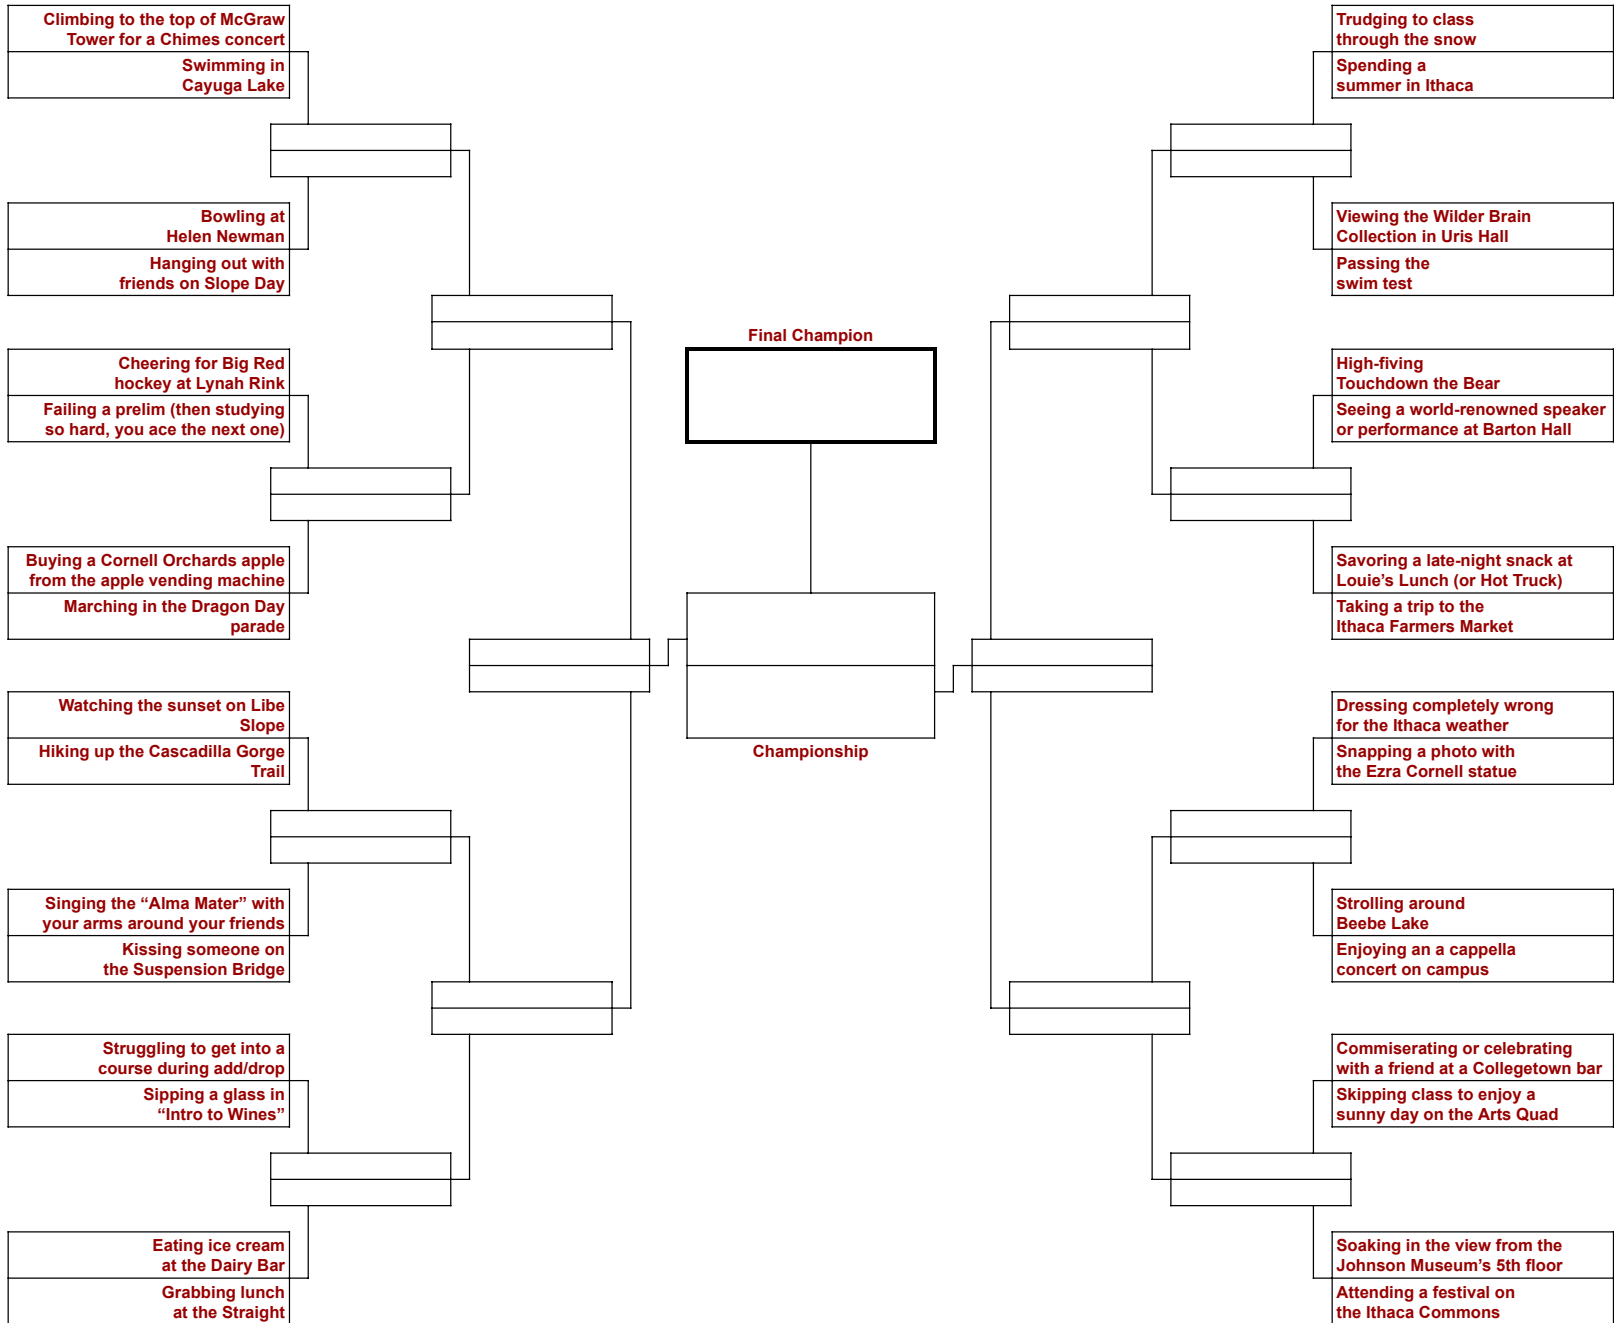 Climbing to the top of McGraw
Tower for a Chimes concert
Swimming in
Cayuga Lake
Bowling at
Helen Newman
Hanging out with
friends on Slope Day
Cheering for Big Red
hockey at Lynah Rink
Failing a prelim (then studying
so hard, you ace the next one)
Buying a Cornell Orchards apple
from the apple vending machine
Marching in the Dragon Day
parade
Watching the sunset on Libe
Slope
Hiking up the Cascadilla Gorge
Trail
Singing the “Alma Mater” with
your arms around your friends
Kissing someone on
the Suspension Bridge
Struggling to get into a
course during add/drop
Sipping a glass in
“Intro to Wines”
Eating ice cream
at the Dairy Bar
Grabbing lunch
at the Straight
Final Champion
Championship
Trudging to class
through the snow
Spending a
summer in Ithaca
Viewing the Wilder Brain
Collection in Uris Hall
Passing the
swim test
High-fiving
Touchdown the Bear
Seeing a world-renowned speaker
or performance at Barton Hall
Savoring a late-night snack at
Louie’s Lunch (or Hot Truck)
Taking a trip to the
Ithaca Farmers Market
Dressing completely wrong
for the Ithaca weather
Snapping a photo with
the Ezra Cornell statue
Strolling around
Beebe Lake
Enjoying an a cappella
concert on campus
Commiserating or celebrating
with a friend at a Collegetown bar
Skipping class to enjoy a
sunny day on the Arts Quad
Soaking in the view from the
Johnson Museum’s 5th floor
Attending a festival on
the Ithaca Commons